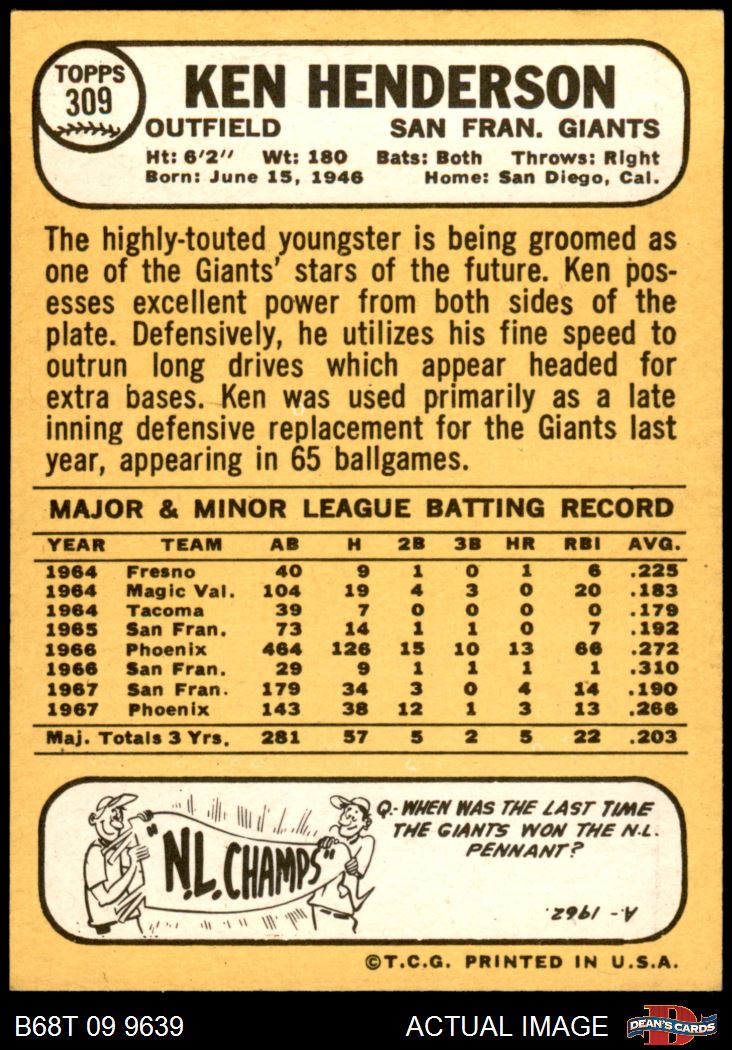 TOPPS
309
KEN HENDERSON
OUTFIELD SAN FRAN. GIANTS
Ht: 6'2" Wt: 180 Bats: Both Throws: Right
Born: June 15, 1946 Home: San Diego, Cal.
The highly-touted youngster is being groomed as
one of the Giants' stars of the future. Ken pos-
esses excellent power from both sides of the
plate. Defensively, he utilizes his fine speed to
outrun long drives which appear headed for
extra bases. Ken was used primarily as a late
inning defensive replacement for the Giants last
year, appearing in 65 ballgames.
MAJOR & MINOR LEAGUE BATTING RECORD
YEAR TEAM AB H 2B 3B HR RBI AVG.
1964 Fresno 40 9 1 0 1 6 .225
1964 Magic Val. 104 19 4 3 0 20 .183
1964 Tacoma 39 7 0 0 0 0 .179
1965 San Fran. 73 14 1 1 0 7 .192
1966 Phoenix 464 126 15 10 13 66 .272
1966 San Fran. 29 9 1 1 1 1 .310
1967 San Fran. 179 34 3 0 4 14 .190
1967 Phoenix 143 38 12 1 3 13 .266
Maj. Totals 3 Yrs. 281 57 5 2 5 22 .203
"N.L. CHAMPS"
Q.- WHEN WAS THE LAST TIME
THE GIANTS WON THE N.L.
PENNANT?
A- 1962.
©T.C.G. PRINTED IN U.S.A.
B68T 09 9639 ACTUAL IMAGE DEAN'S CARDS